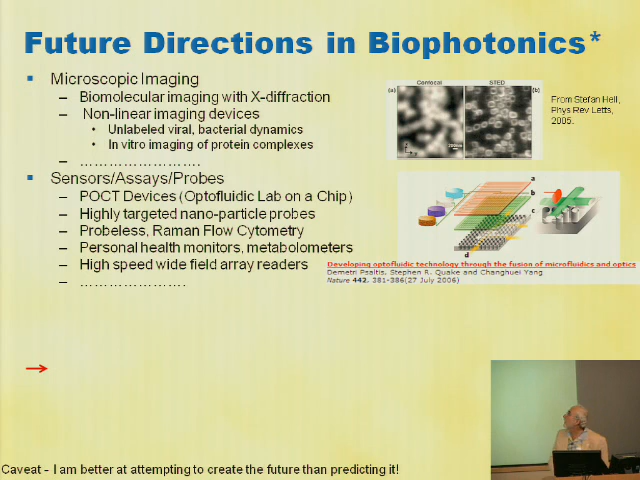 Future Directions in Biophotonics*
Microscopic Imaging
– Biomolecular imaging with X-diffraction
– Non-linear imaging devices
• Unlabeled viral, bacterial dynamics
• In vitro imaging of protein complexes
– …………………….
Sensors/Assays/Probes
– POCT Devices (Optofluidic Lab on a Chip)
– Highly targeted nano-particle probes
– Probeless, Raman Flow Cytometry
– Personal health monitors, metabolometers
– High speed wide field array readers
– ………………….
Confocal STED
(a) (b)
200nm
From Stefan Hell,
Phys Rev Letts,
2005.
a
b
c
d
Developing optofluidic technology through the fusion of microfluidics and optics
Demetri Psaltis, Stephen R. Quake and Changhuei Yang
Nature 442, 381-386(27 July 2006)
Caveat - I am better at attempting to create the future than predicting it!